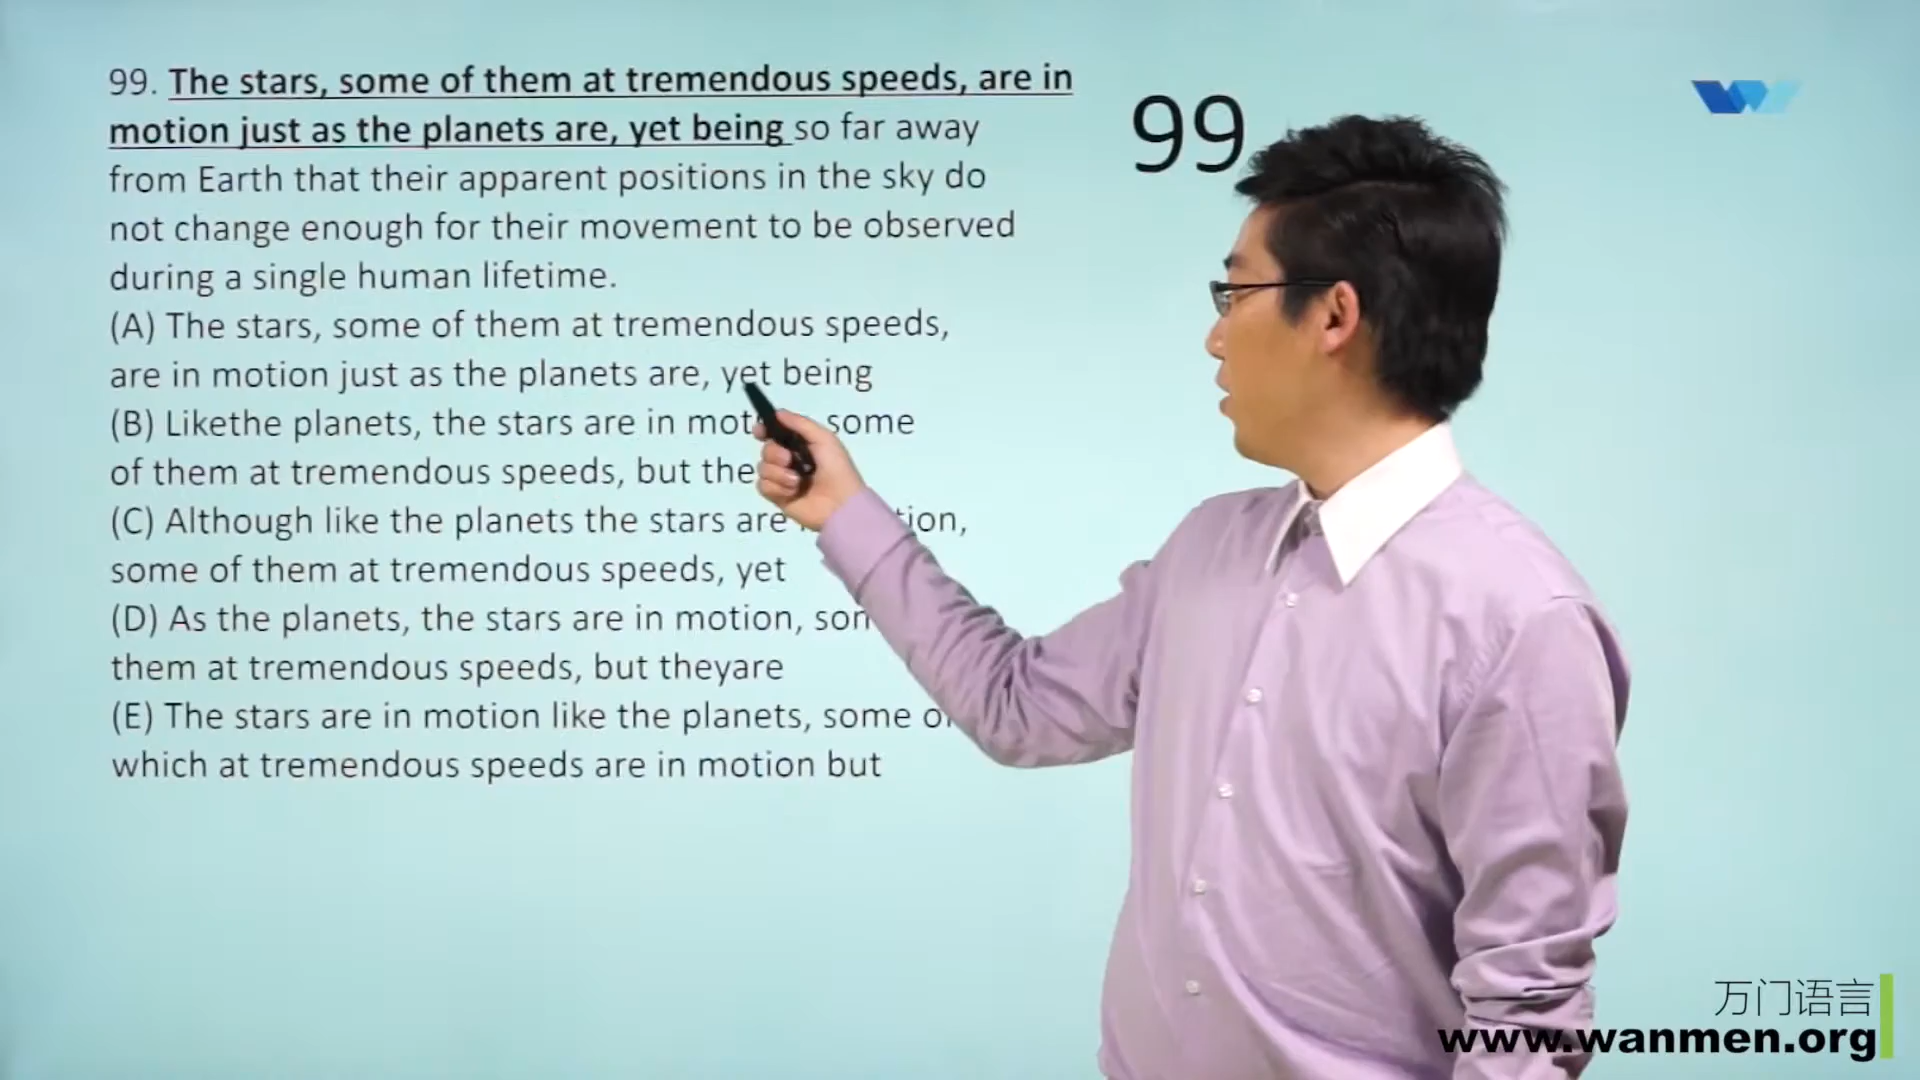 99. The stars, some of them at tremendous speeds, are in
motion just as the planets are, yet being so far away
from Earth that their apparent positions in the sky do
not change enough for their movement to be observed
during a single human lifetime.
(A) The stars, some of them at tremendous speeds,
are in motion just as the planets are, yet being
(B) Likethe planets, the stars are in some
of them at tremendous speeds, but
(C) Although like the planets the stars are
some of them at tremendous speeds, yet
(D) As the planets, the stars are in motion,
them at tremendous speeds, but theyare
(E) The stars are in motion like the planets, some
which at tremendous speeds are in motion but
99
万门语言
www.wanmen.org